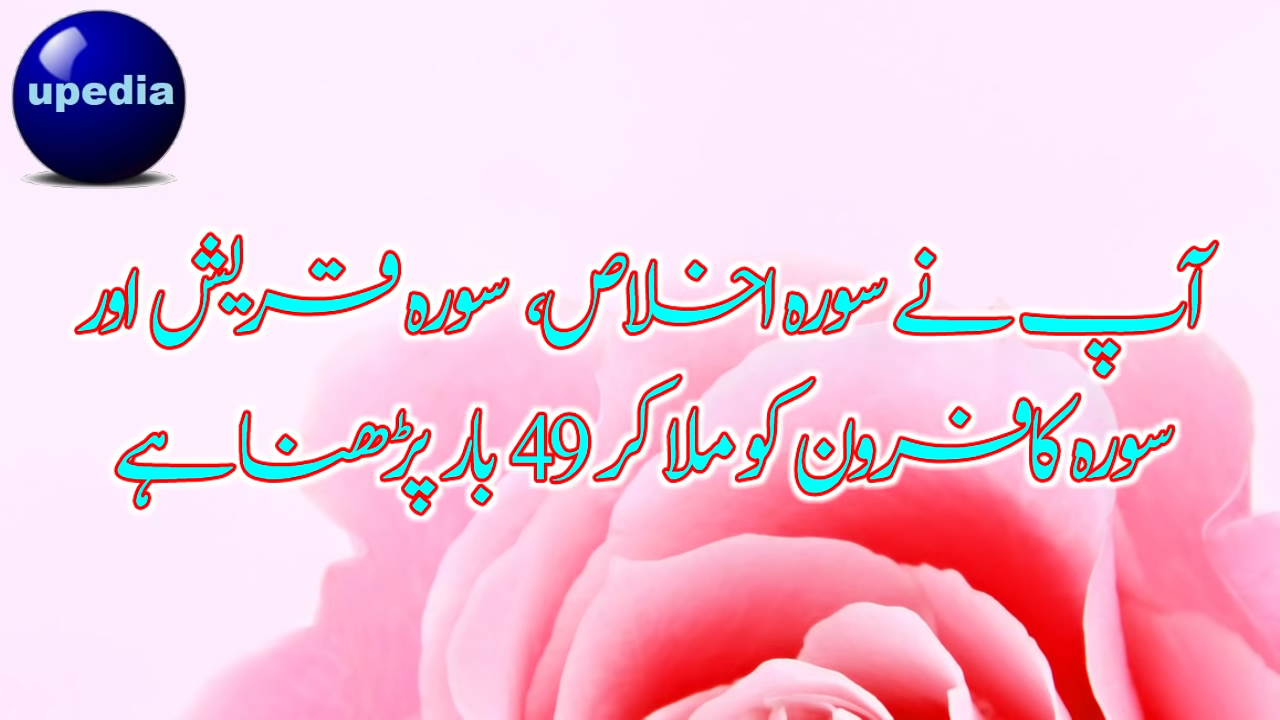 upedia
آپ نے سورہ اخلاص، سورہ قریش اور
سورہ کافرون کو ملا کر 49 بار پڑھنا ہے